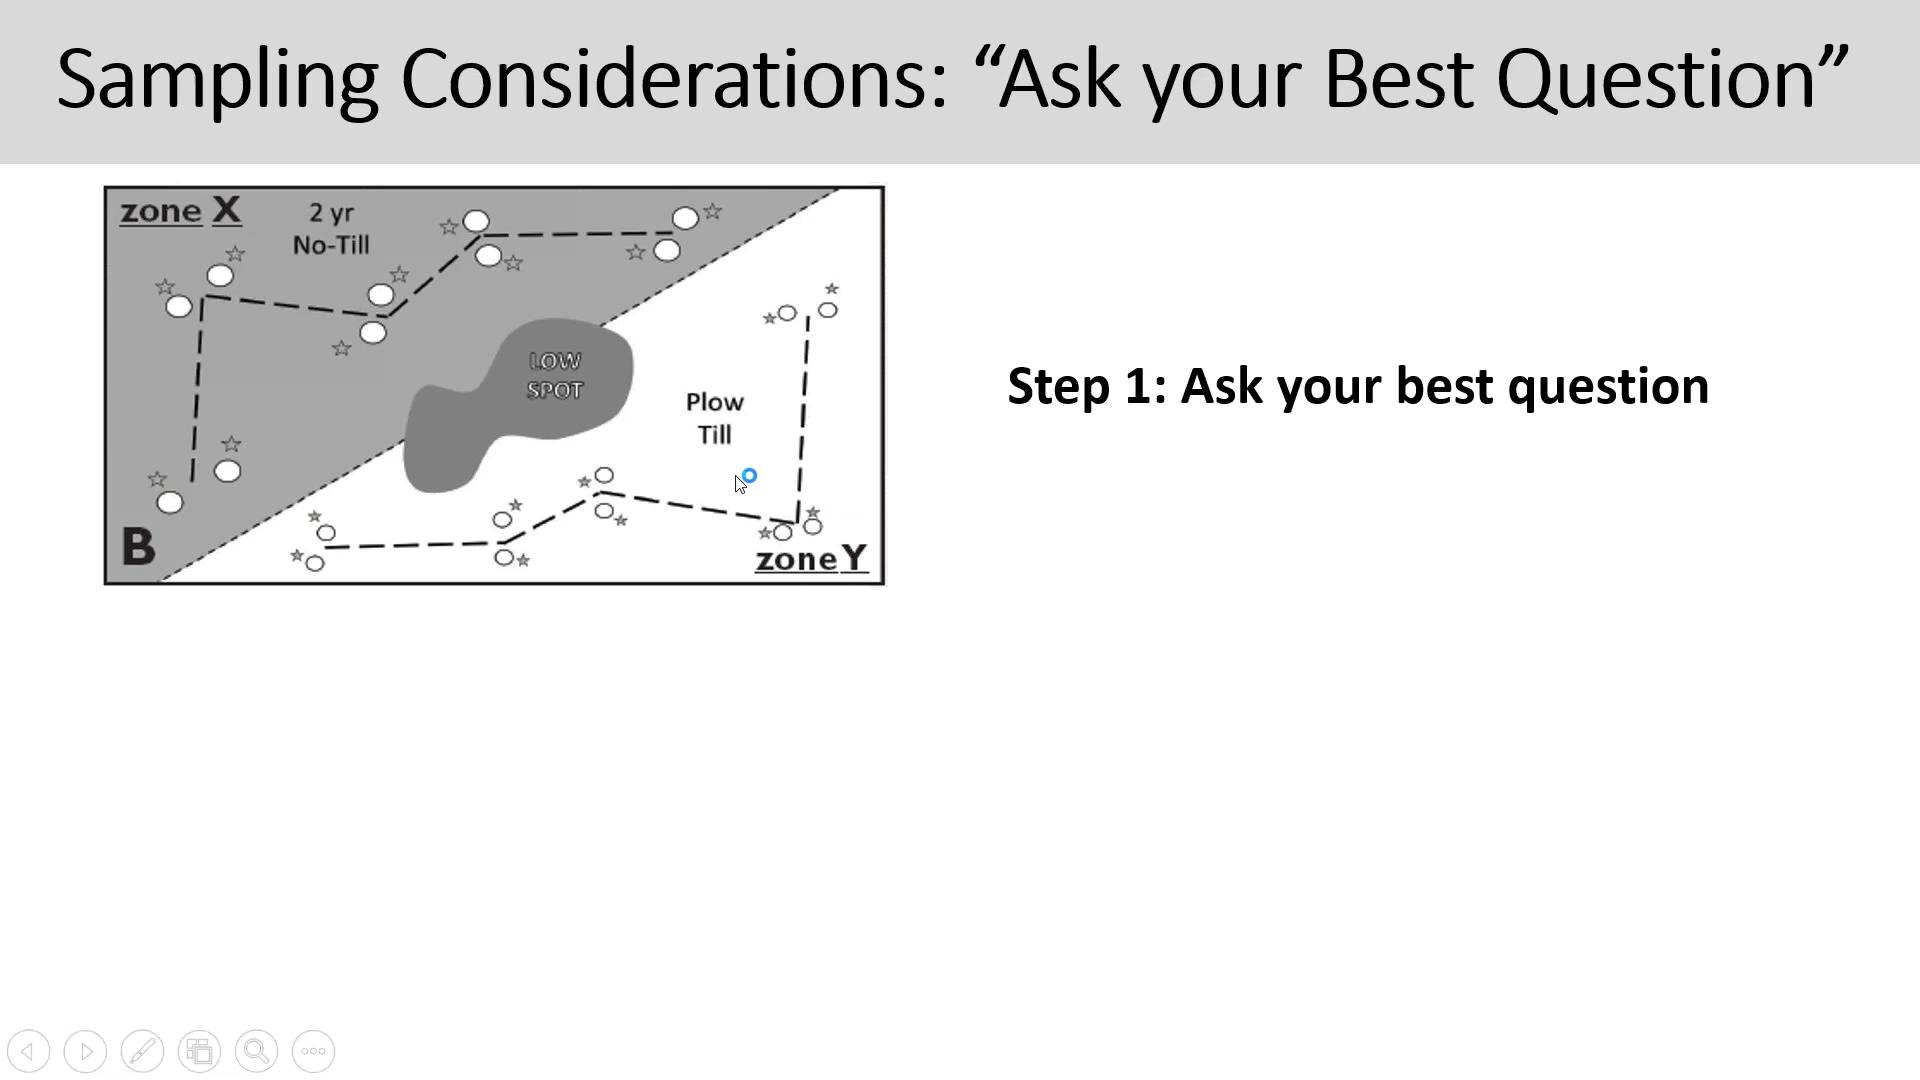 Sampling Considerations: “Ask your Best Question”
zone X
2 yr
No-Till
LOW
SPOT
Plow
Till
B
zone Y
Step 1: Ask your best question